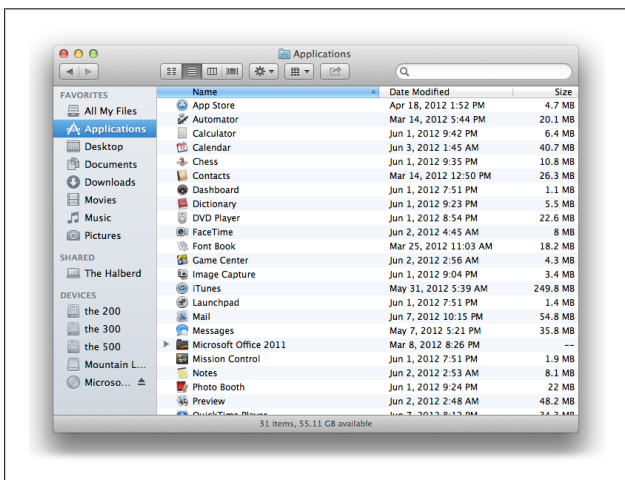 Applications
FAVORITES
All My Files
Applications
Desktop
Documents
Downloads
Movies
Music
Pictures
SHARED
The Halberd
DEVICES
the 200
the 300
the 500
Mountain L...
Microso...
Name Date Modified Size
App Store Apr 18, 2012 1:52 PM 4.7 MB
Automator Mar 14, 2012 5:44 PM 20.1 MB
Calculator Jun 1, 2012 9:42 PM 6.4 MB
Calendar Jun 3, 2012 1:45 AM 40.7 MB
Chess Jun 1, 2012 9:35 PM 10.8 MB
Contacts Mar 14, 2012 12:50 PM 26.3 MB
Dashboard Jun 1, 2012 7:51 PM 1.1 MB
Dictionary Jun 1, 2012 9:23 PM 5.5 MB
DVD Player Jun 1, 2012 8:54 PM 22.6 MB
FaceTime Jun 2, 2012 4:45 AM 8 MB
Font Book Mar 25, 2012 11:03 AM 18.2 MB
Game Center Jun 2, 2012 2:56 AM 4.3 MB
Image Capture Jun 1, 2012 9:04 PM 3.4 MB
iTunes May 31, 2012 5:39 AM 249.8 MB
Launchpad Jun 1, 2012 7:51 PM 1.4 MB
Mail Jun 7, 2012 10:15 PM 54.8 MB
Messages May 7, 2012 5:21 PM 35.8 MB
Microsoft Office 2011 Mar 8, 2012 8:26 PM --
Mission Control Jun 1, 2012 7:51 PM 1.9 MB
Notes Jun 2, 2012 2:53 AM 8.1 MB
Photo Booth Jun 1, 2012 9:24 PM 22 MB
Preview Jun 2, 2012 2:48 AM 48.2 MB
QuickTime Player Jun 7, 2012 8:12 PM 34.3 MB
31 items, 55.11 GB available